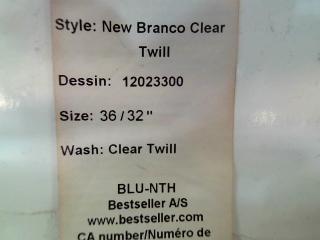 Style: New Branco Clear
Twill
Dessin: 12023300
Size: 36/32"
Wash: Clear Twill
BLU-NTH
Bestseller A/S
www.bestseller.com
CA number/Numéro de